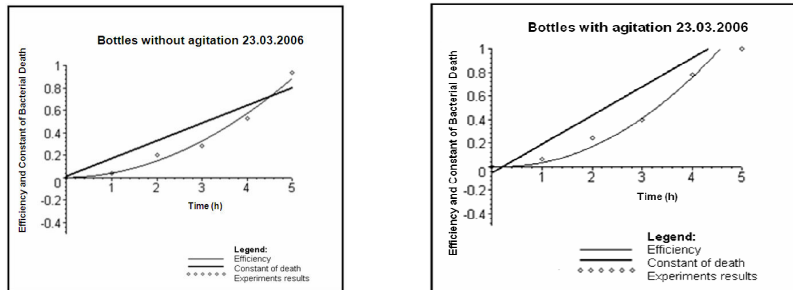 Bottles without agitation 23.03.2006
Efficiency and Constant of Bacterial Death
1
0.8
0.6
0.4
0.2
0
-0.2
-0.4
1 2 3 4 5
Time (h)
Legend:
Efficiency
Constant of death
Experiments results
Bottles with agitation 23.03.2006
Efficiency and Constant of Bacterial Death
1
0.8
0.6
0.4
0.2
0
-0.2
-0.4
1 2 3 4 5
Time (h)
Legend:
Efficiency
Constant of death
Experiments results